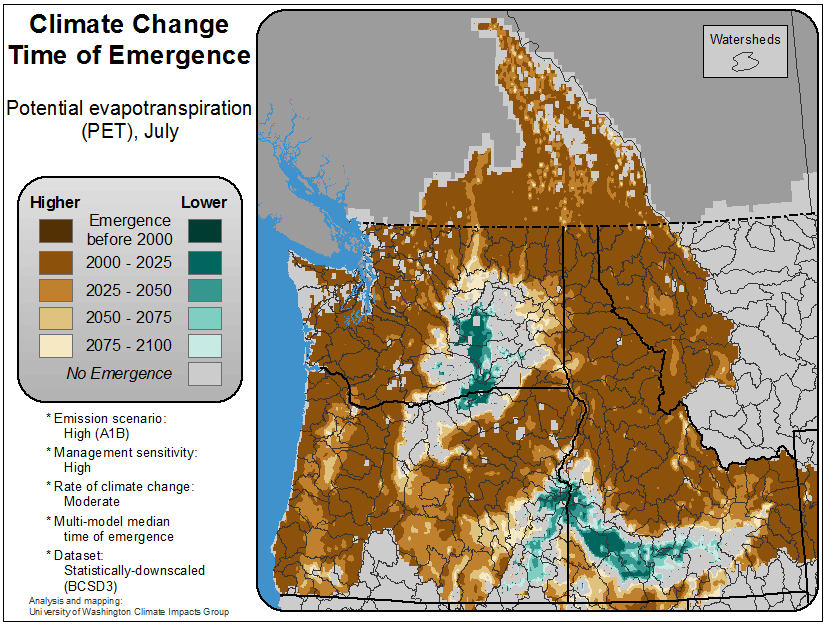 Climate Change
Time of Emergence
Potential evapotranspiration
(PET), July
Higher
Lower
Emergence
before 2000
2000 - 2025
2025 - 2050
2050 - 2075
2075 - 2100
No Emergence
* Emission scenario:
High (A1B)
* Management sensitivity:
High
* Rate of climate change:
Moderate
* Multi-model median
time of emergence
* Dataset:
Statistically-downscaled
(BCSD3)
Analysis and mapping:
University of Washington Climate Impacts Group
Watersheds